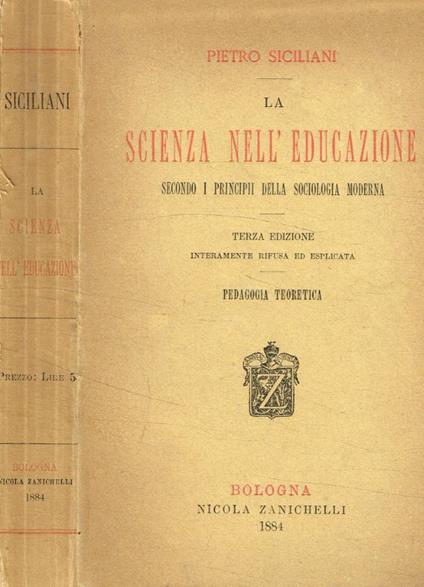 SICILIANI
LA
SCIENZA
ELL' EDUCAZIONE
PREZZO: LIRE 5
BOLOGNA
NICOLA ZANICHELLI
1884
PIETRO SICILIANI
LA
SCIENZA NELL' EDUCAZIONE
SECONDO I PRINCIPII DELLA SOCIOLOGIA MODERNA
TERZA EDIZIONE
INTERAMENTE RIFUSA ED ESPLICATA
PEDAGOGIA TEORETICA
Z
BOLOGNA
NICOLA ZANICHELLI
1884